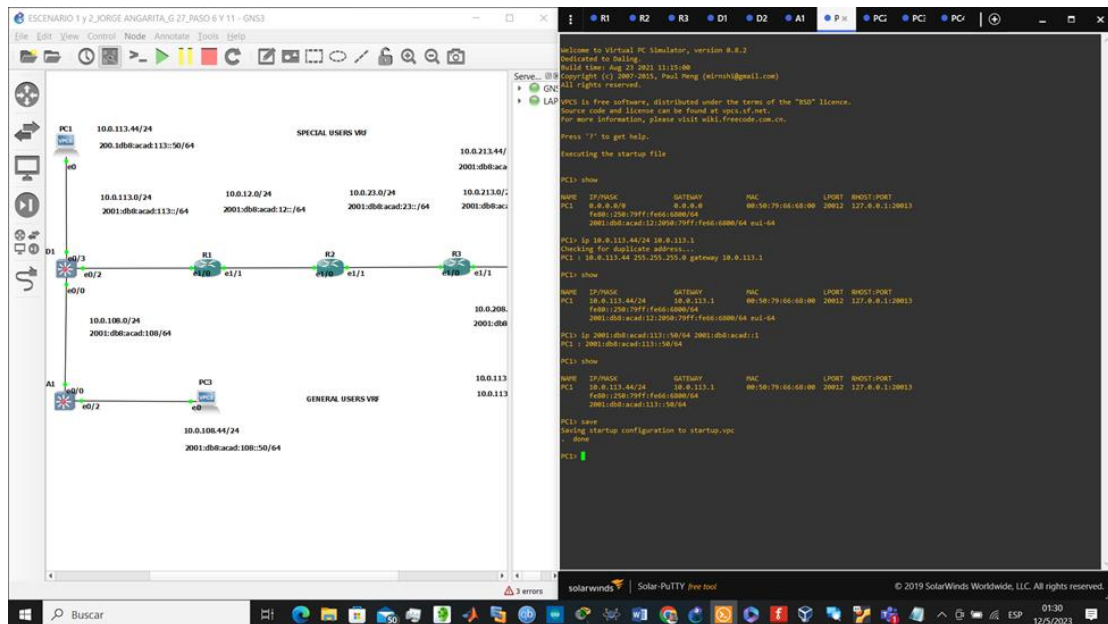 ESCENARIO 1 y 2_JORGE ANGARITA_G 27_PASO 6 Y 11 - GNS3
File Edit View Control Node Annotate Tools Help
Serve...
GNS
LAP
PC1
10.0.113.44/24
200.1db8:acad:113::50/64
SPECIAL USERS VRF
10.0.213.44/
2001:db8:aca
e0
10.0.113.0/24
10.0.12.0/24
10.0.23.0/24
10.0.213.0/2
2001:db8:acad:113::/64
2001:db8:acad:12::/64
2001:db8:acad:23::/64
2001:db8:aca
D1
R1
R2
R3
e0/3
e0/2
e1/0
e1/1
e1/0
e1/1
e1/0
e1/1
e0/0
10.0.108.0/24
2001:db8:acad:108/64
10.0.208.
2001:db8
A1
e0/0
e0/2
PC3
e0
GENERAL USERS VRF
10.0.113
10.0.113
10.0.108.44/24
2001:db8:acad:108::50/64
3 errors
R1 R2 R3 D1 D2 A1 P
Welcome to Virtual PC Simulator, version 0.8.2
Dedicated to Daling.
Build time: Aug 23 2021 11:15:00
Copyright (c) 2007-2015, Paul Meng (mirnshi@gmail.com)
All rights reserved.
VPCS is free software, distributed under the terms of the "BSD" licence.
Source code and license can be found at vpcs.sf.net.
For more information, please visit wiki.freecode.com.cn.
Press '?' to get help.
Executing the startup file
PC1> show
NAME IP/MASK GATEWAY MAC LPORT RHOST:PORT
PC1 0.0.0.0/0 0.0.0.0 00:50:79:66:68:00 20012 127.0.0.1:20013
fe80::250:79ff:fe66:6800/64
2001:db8:acad:12:2050:79ff:fe66:6800/64 eui-64
PC1> ip 10.0.113.44/24 10.0.113.1
Checking for duplicate address...
PC1 : 10.0.113.44 255.255.255.0 gateway 10.0.113.1
PC1> show
NAME IP/MASK GATEWAY MAC LPORT RHOST:PORT
PC1 10.0.113.44/24 10.0.113.1 00:50:79:66:68:00 20012 127.0.0.1:20013
fe80::250:79ff:fe66:6800/64
2001:db8:acad:12:2050:79ff:fe66:6800/64 eui-64
PC1> ip 2001:db8:acad:113::50/64 2001:db8:acad::1
PC1 : 2001:db8:acad:113::50/64
PC1> show
NAME IP/MASK GATEWAY MAC LPORT RHOST:PORT
PC1 10.0.113.44/24 10.0.113.1 00:50:79:66:68:00 20012 127.0.0.1:20013
fe80::250:79ff:fe66:6800/64
2001:db8:acad:113::50/64
PC1> save
Saving startup configuration to startup.vpc
. done
PC1>
solarwinds Solar-PuTTY free tool © 2019 SolarWinds Worldwide, LLC. All rights reserved.
Buscar
ESP
01:30
12/5/2023